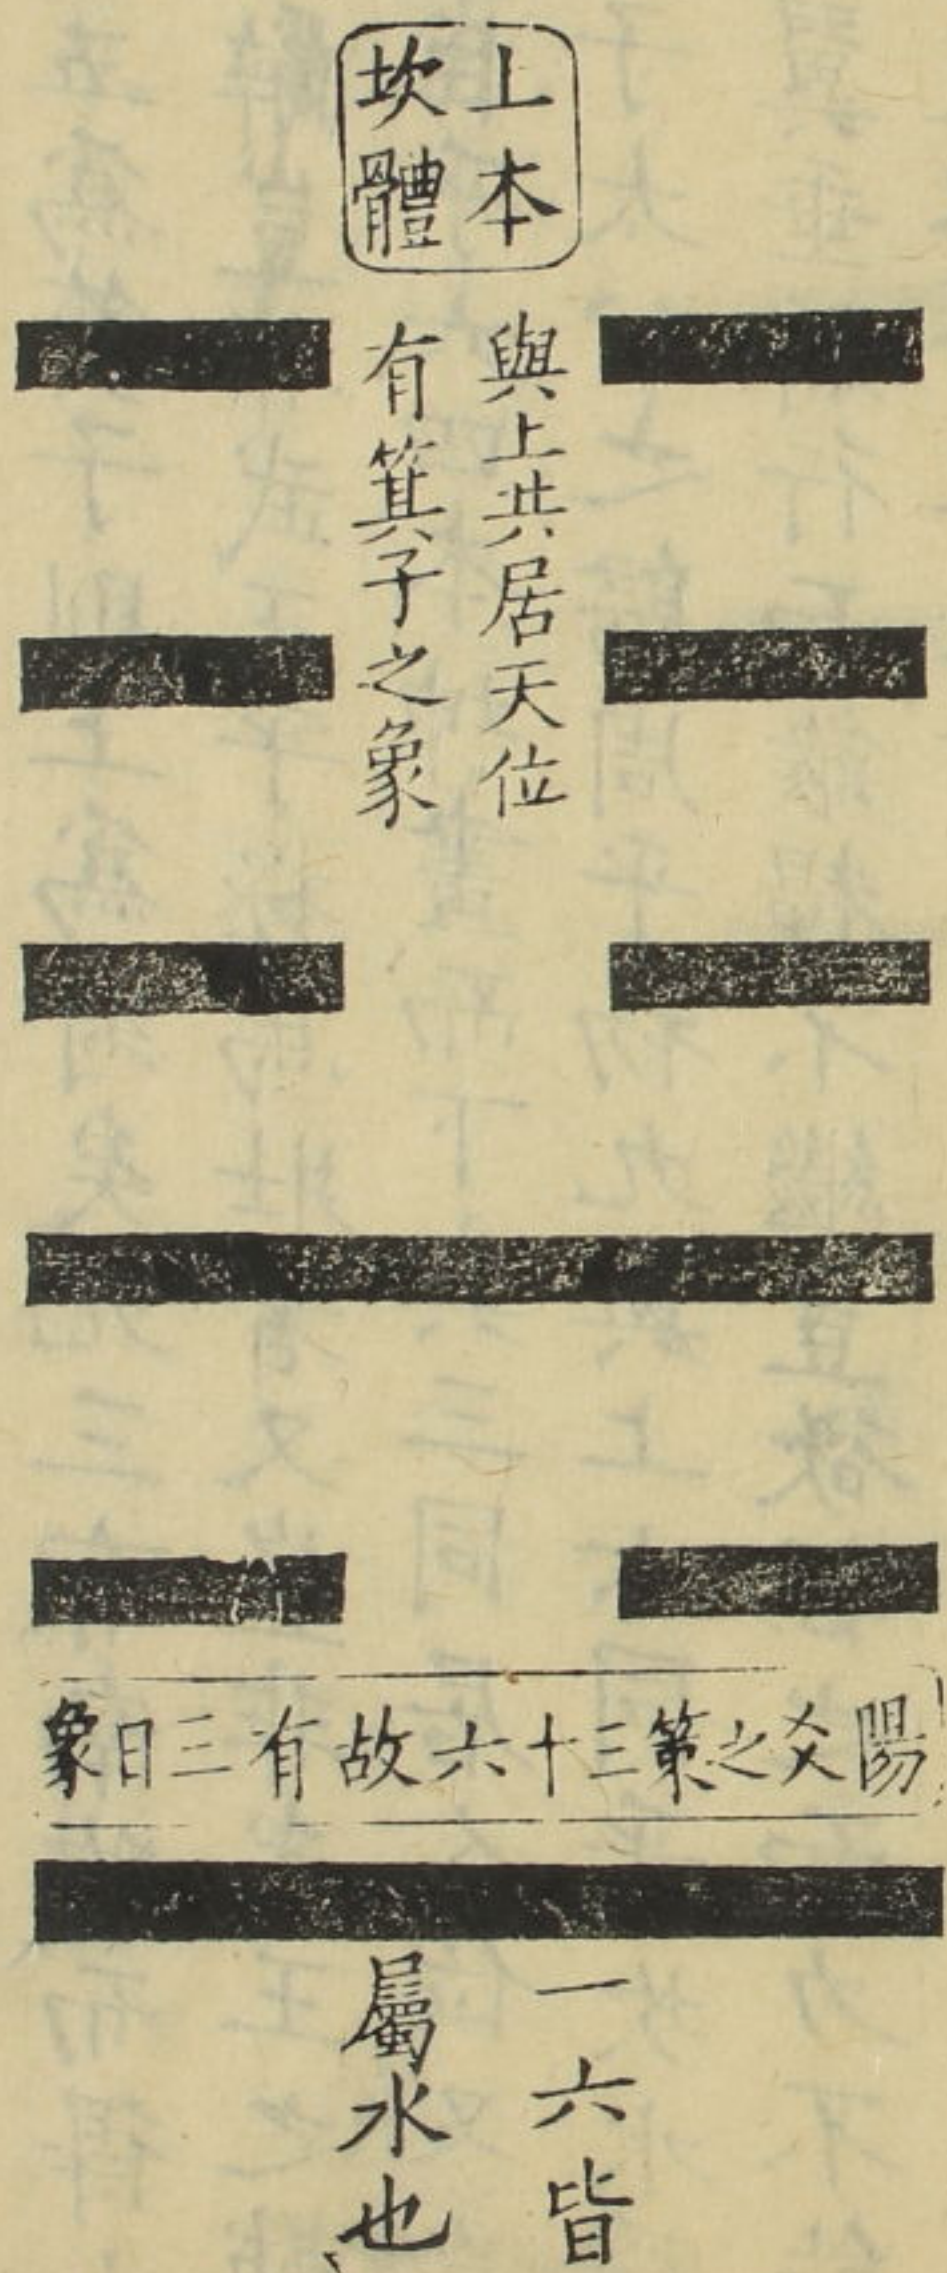 上本
坎體
與上共居天位
有箕子之象
陽爻之策三十六故有三日象
一六皆
屬水也